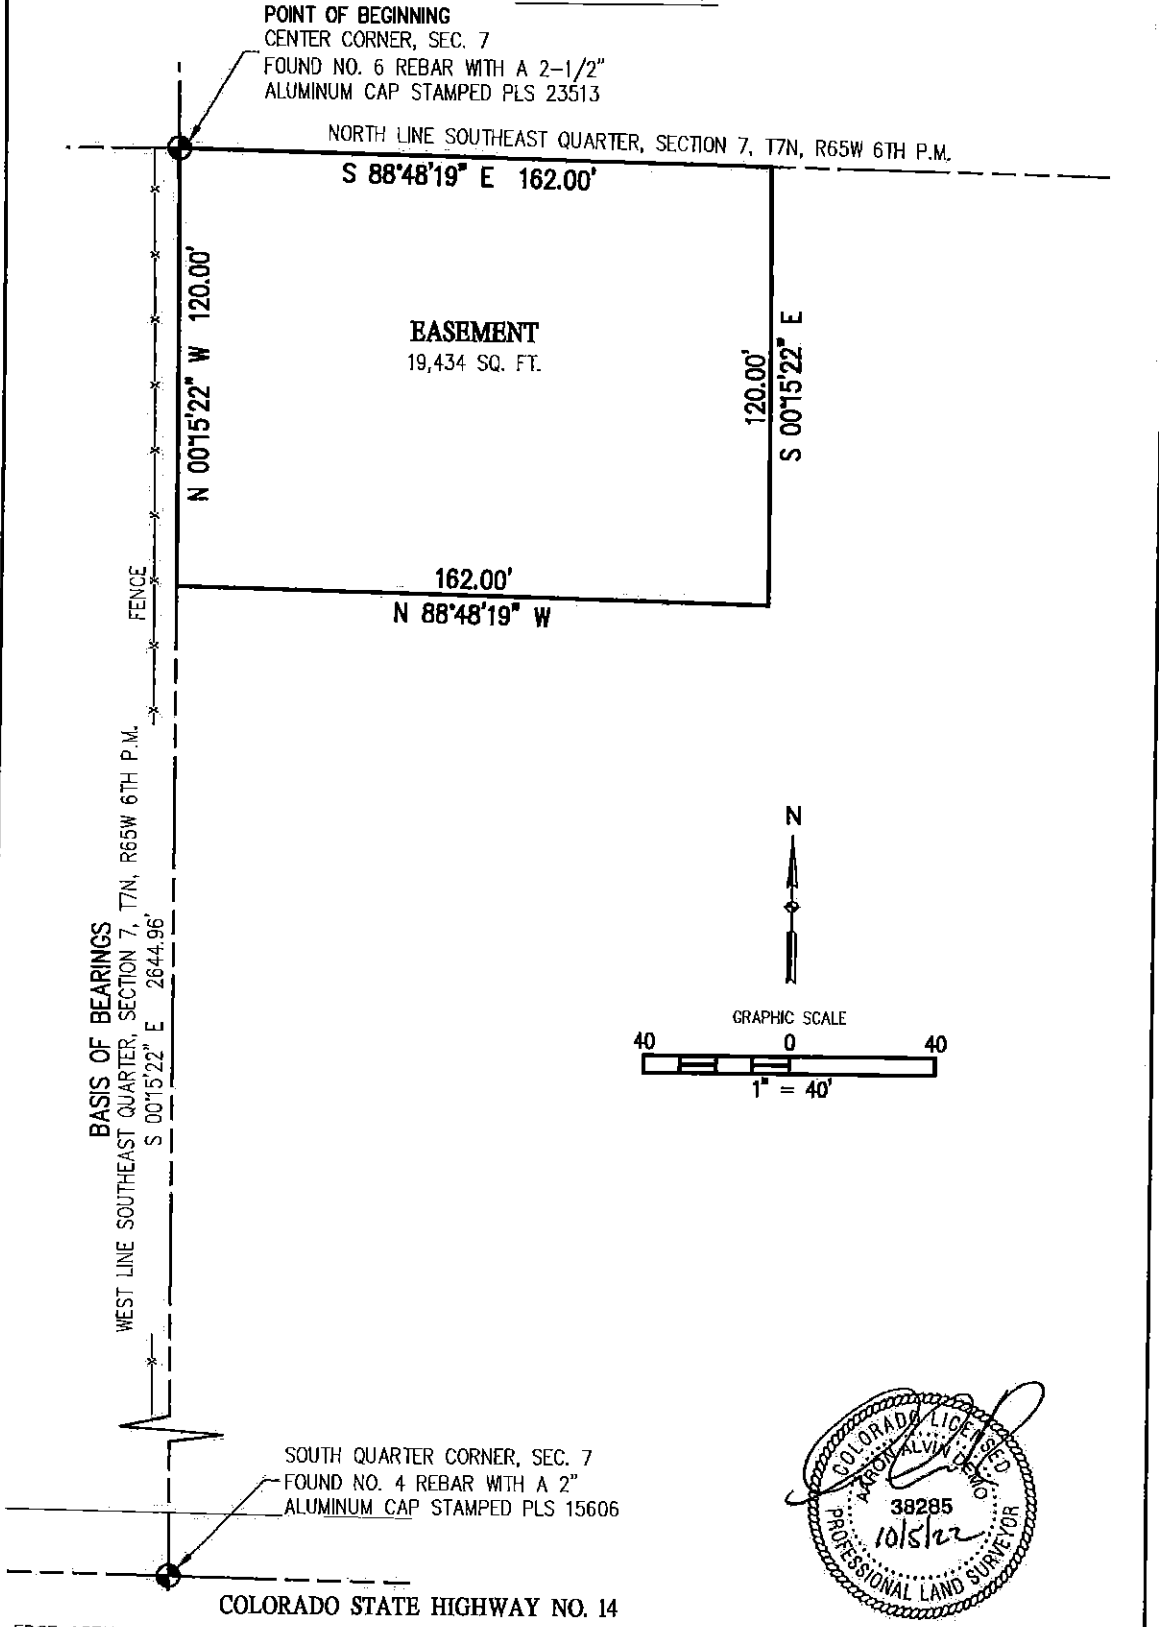 POINT OF BEGINNING
CENTER CORNER, SEC. 7
FOUND NO. 6 REBAR WITH A 2-1/2"
ALUMINUM CAP STAMPED PLS 23513
NORTH LINE SOUTHEAST QUARTER, SECTION 7, T7N, R65W 6TH P.M.
S 88°48'19" E 162.00'
N 00°15'22" W 120.00'
EASEMENT
19,434 SQ. FT.
120.00'
S 00°15'22" E
162.00'
N 88°48'19" W
FENCE
BASIS OF BEARINGS
WEST LINE SOUTHEAST QUARTER, SECTION 7, T7N, R65W 6TH P.M.
S 00°15'22" E 2644.96'
N
GRAPHIC SCALE
40 0 40
1" = 40'
SOUTH QUARTER CORNER, SEC. 7
FOUND NO. 4 REBAR WITH A 2"
ALUMINUM CAP STAMPED PLS 15606
COLORADO STATE HIGHWAY NO. 14
COLORADO LICENSED
AARON ALVIN DEMO
38285
10/5/22
PROFESSIONAL LAND SURVEYOR